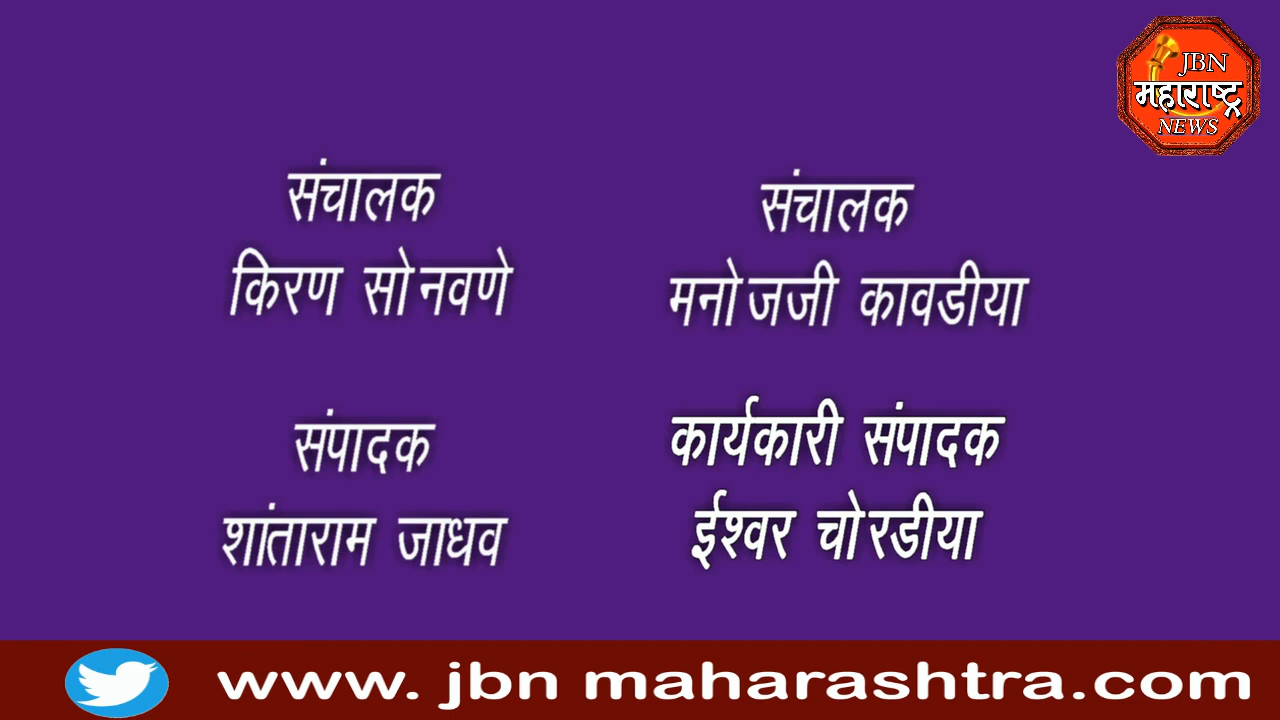 JBN
महाराष्ट्र
NEWS
संचालक
किरण सोनवणे
संचालक
मनोजजी कावडीया
संपादक
शांताराम जाधव
कार्यकारी संपादक
ईश्वर चोरडीया
www. jbn maharashtra.com